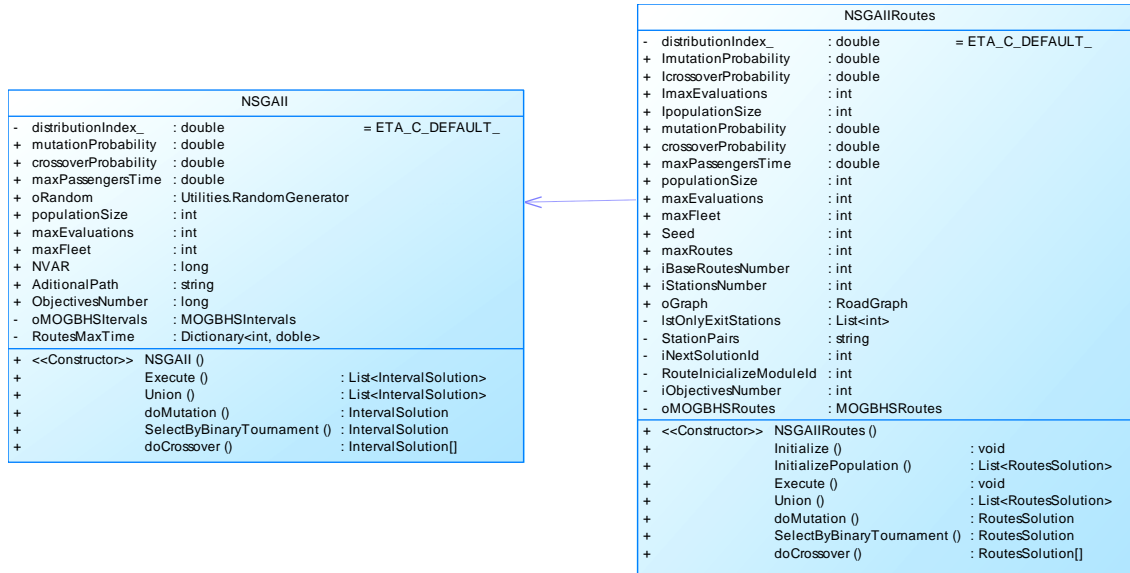 NSGAII
- distributionIndex_ : double = ETA_C_DEFAULT_
+ mutationProbability : double
+ crossoverProbability : double
+ maxPassengersTime : double
+ oRandom : Utilities.RandomGenerator
+ populationSize : int
+ maxEvaluations : int
+ maxFleet : int
+ NVAR : long
+ AditionalPath : string
+ ObjectivesNumber : long
- oMOGBHSItervals : MOGBHSIntervals
- RoutesMaxTime : Dictionary<int, doble>
+ <<Constructor>> NSGAII ()
+ Execute () : List<IntervalSolution>
+ Union () : List<IntervalSolution>
+ doMutation () : IntervalSolution
+ SelectByBinaryTournament () : IntervalSolution
+ doCrossover () : IntervalSolution[]
NSGAIIRoutes
- distributionIndex_ : double = ETA_C_DEFAULT_
+ ImutationProbability : double
+ IcrossoverProbability : double
+ ImaxEvaluations : int
+ IpopulationSize : int
+ mutationProbability : double
+ crossoverProbability : double
+ maxPassengersTime : double
+ populationSize : int
+ maxEvaluations : int
+ maxFleet : int
+ Seed : int
+ maxRoutes : int
+ iBaseRoutesNumber : int
+ iStationsNumber : int
+ oGraph : RoadGraph
- lstOnlyExitStations : List<int>
- StationPairs : string
- iNextSolutionId : int
- RouteInicializeModuleId : int
- iObjectivesNumber : int
- oMOGBHSRoutes : MOGBHSRoutes
+ <<Constructor>> NSGAIIRoutes ()
+ Initialize () : void
+ InitializePopulation () : List<RoutesSolution>
+ Execute () : void
+ Union () : List<RoutesSolution>
+ doMutation () : RoutesSolution
+ SelectByBinaryTournament () : RoutesSolution
+ doCrossover () : RoutesSolution[]